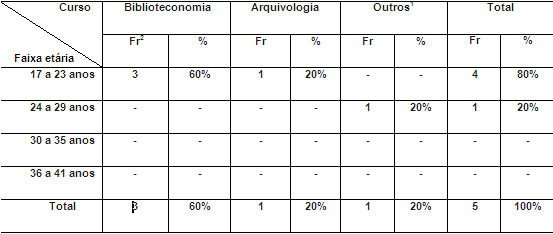 Curso Biblioteconomia Arquivologia Outros¹ Total
Faixa etária Fr² % Fr % Fr % Fr %
17 a 23 anos 3 60% 1 20% - - 4 80%
24 a 29 anos - - - - 1 20% 1 20%
30 a 35 anos - - - - - - - -
36 a 41 anos - - - - - - - -
Total 3 60% 1 20% 1 20% 5 100%